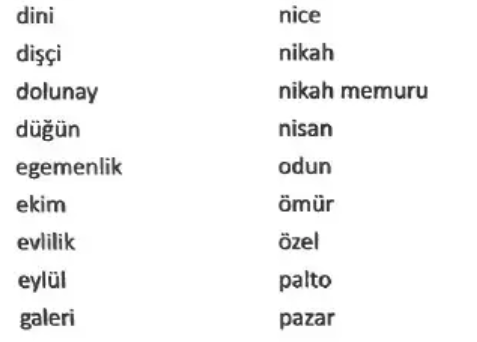 dini
dişçi
dolunay
düğün
egemenlik
ekim
evlilik
eylül
galeri
nice
nikah
nikah memuru
nisan
odun
ömür
özel
palto
pazar